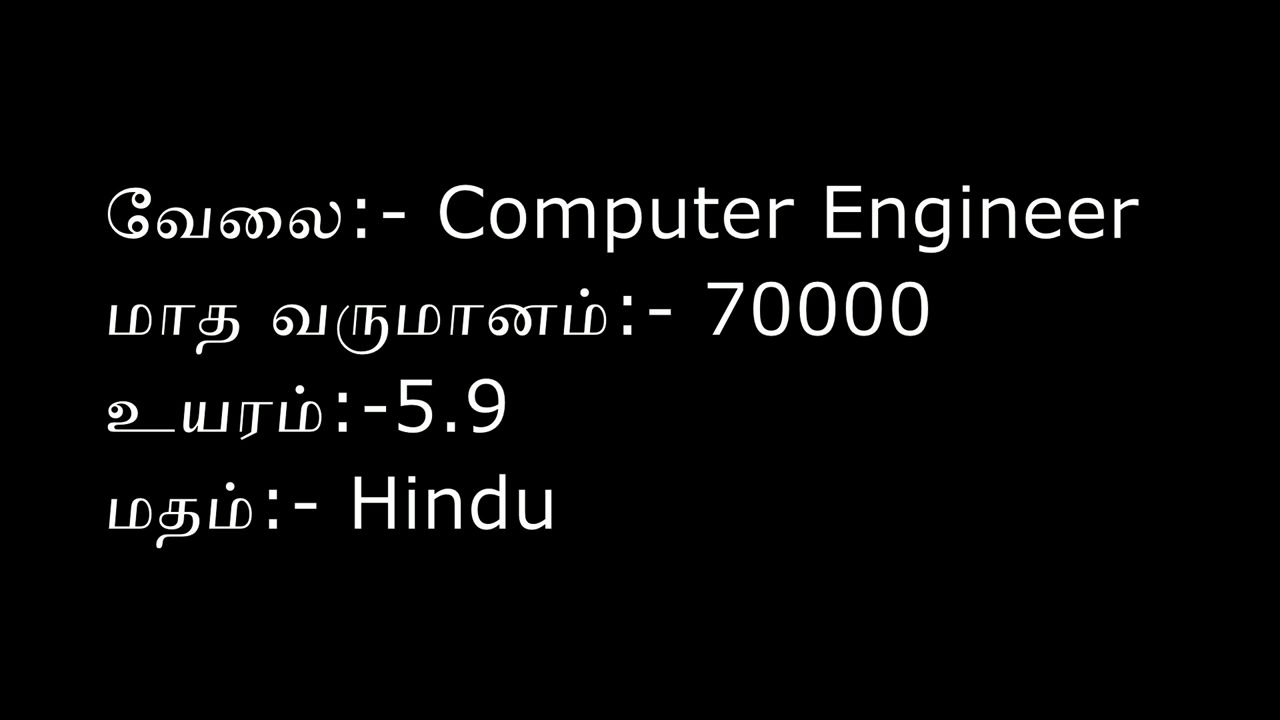 வேலை:- Computer Engineer
மாத வருமானம்:- 70000
உயரம்:-5.9
மதம்:- Hindu